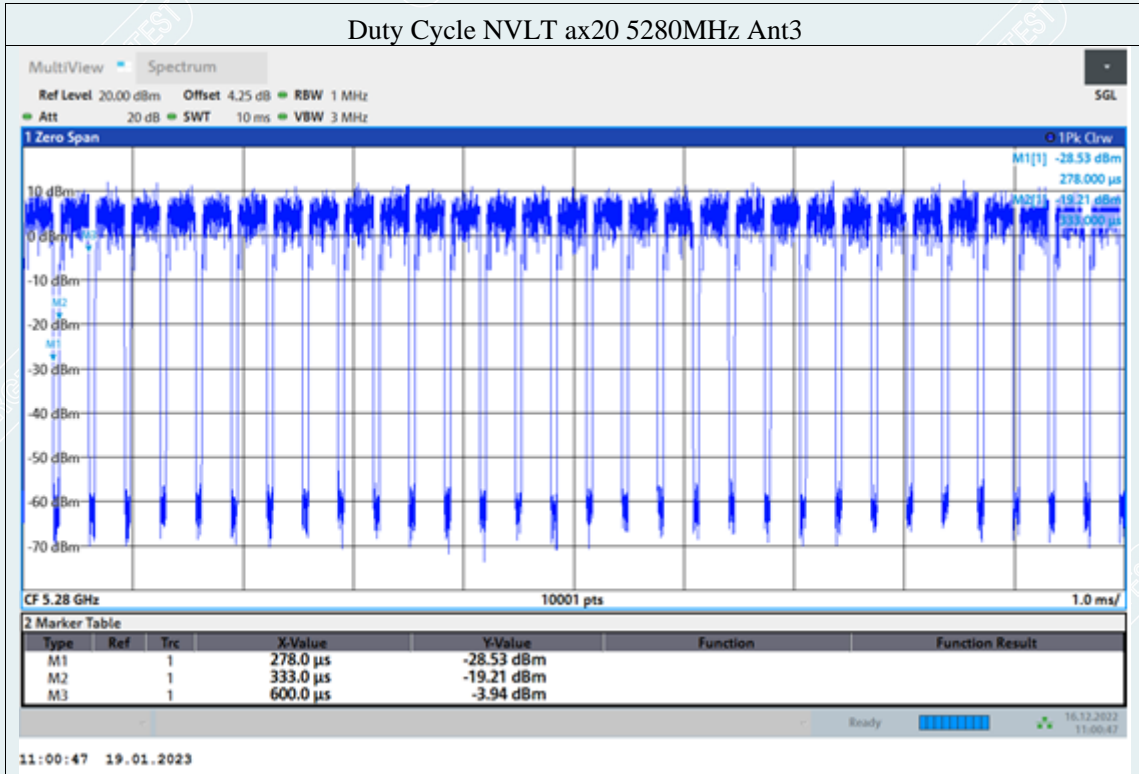 Duty Cycle NVLT ax20 5280MHz Ant3
MultiView Spectrum
Ref Level 20.00 dBm Offset 4.25 dB RBW 1 MHz
SGL
Att 20 dB SWT 10 ms VBW 3 MHz
1 Zero Span 1Pk Clrw
M1[1] -28.53 dBm
278.000 µs
10 dBm
M2[1] -19.21 dBm
333.000 µs
0 dBm
M3
-10 dBm
M2
-20 dBm
M1
-30 dBm
-40 dBm
-50 dBm
-60 dBm
-70 dBm
CF 5.28 GHz 10001 pts 1.0 ms/
2 Marker Table
Type Ref Trc X-Value Y-Value Function Function Result
M1 1 278.0 µs -28.53 dBm
M2 1 333.0 µs -19.21 dBm
M3 1 600.0 µs -3.94 dBm
Ready 16.12.2022
11:00:47
11:00:47 19.01.2023